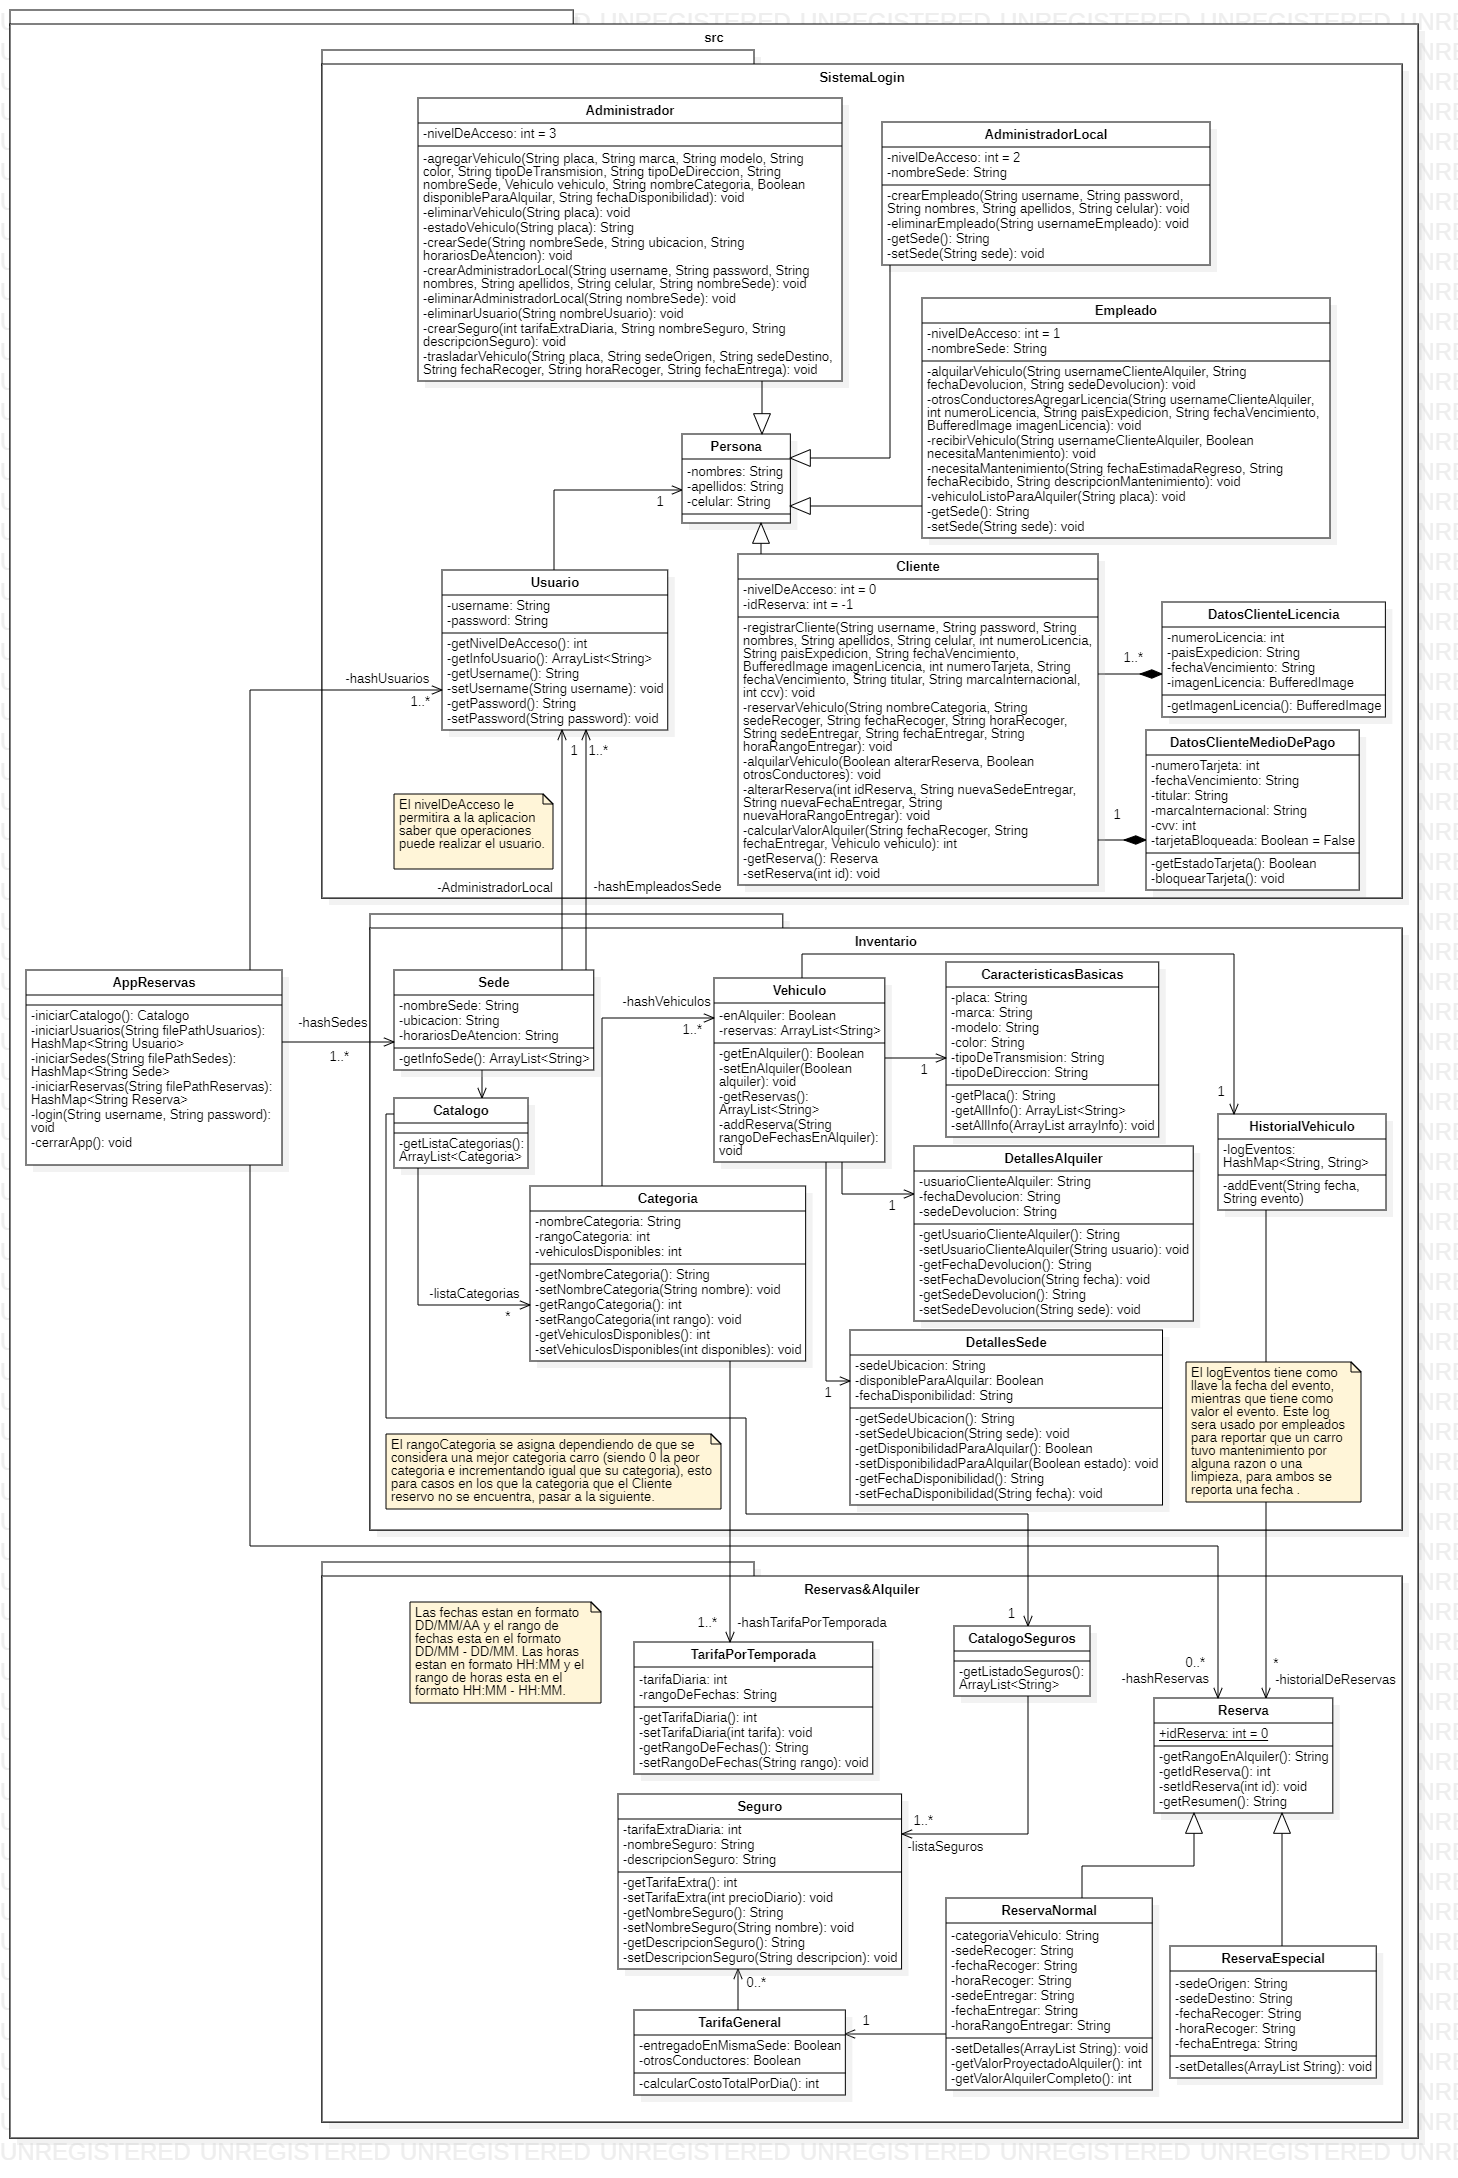 src
SistemaLogin
Administrador
-nivelDeAcceso: int = 3
-agregarVehiculo(String placa, String marca, String modelo, String
color, String tipoDeTransmision, String tipoDeDireccion, String
nombreSede, Vehiculo vehiculo, String nombreCategoria, Boolean
disponibleParaAlquilar, String fechaDisponibilidad): void
-eliminarVehiculo(String placa): void
-estadoVehiculo(String placa): String
-crearSede(String nombreSede, String ubicacion, String
horariosDeAtencion): void
-crearAdministradorLocal(String username, String password, String
nombres, String apellidos, String celular, String nombreSede): void
-eliminarAdministradorLocal(String nombreSede): void
-eliminarUsuario(String nombreUsuario): void
-crearSeguro(int tarifaExtraDiaria, String nombreSeguro, String
descripcionSeguro): void
-trasladarVehiculo(String placa, String sedeOrigen, String sedeDestino,
String fechaRecoger, String horaRecoger, String fechaEntrega): void
AdministradorLocal
-nivelDeAcceso: int = 2
-nombreSede: String
-crearEmpleado(String username, String password,
String nombres, String apellidos, String celular): void
-eliminarEmpleado(String usernameEmpleado): void
-getSede(): String
-setSede(String sede): void
Empleado
-nivelDeAcceso: int = 1
-nombreSede: String
-alquilarVehiculo(String usernameClienteAlquiler, String
fechaDevolucion, String sedeDevolucion): void
-otrosConductoresAgregarLicencia(String usernameClienteAlquiler,
int numeroLicencia, String paisExpedicion, String fechaVencimiento,
BufferedImage imagenLicencia): void
-recibirVehiculo(String usernameClienteAlquiler, Boolean
necesitaMantenimiento): void
-necesitaMantenimiento(String fechaEstimadaRegreso, String
fechaRecibido, String descripcionMantenimiento): void
-vehiculoListoParaAlquiler(String placa): void
-getSede(): String
-setSede(String sede): void
Persona
-nombres: String
-apellidos: String
-celular: String
1
Usuario
-username: String
-password: String
-getNivelDeAcceso(): int
-getInfoUsuario(): ArrayList<String>
-getUsername(): String
-setUsername(String username): void
-getPassword(): String
-setPassword(String password): void
-hashUsuarios
1..*
1
1..*
Cliente
-nivelDeAcceso: int = 0
-idReserva: int = -1
-registrarCliente(String username, String password, String
nombres, String apellidos, String celular, int numeroLicencia,
String paisExpedicion, String fechaVencimiento,
BufferedImage imagenLicencia, int numeroTarjeta, String
fechaVencimiento, String titular, String marcaInternacional,
int ccv): void
-reservarVehiculo(String nombreCategoria, String
sedeRecoger, String fechaRecoger, String horaRecoger,
String sedeEntregar, String fechaEntregar, String
horaRangoEntregar): void
-alquilarVehiculo(Boolean alterarReserva, Boolean
otrosConductores): void
-alterarReserva(int idReserva, String nuevaSedeEntregar,
String nuevaFechaEntregar, String
nuevaHoraRangoEntregar): void
-calcularValorAlquiler(String fechaRecoger, String
fechaEntregar, Vehiculo vehiculo): int
-getReserva(): Reserva
-setReserva(int id): void
1..*
1
DatosClienteLicencia
-numeroLicencia: int
-paisExpedicion: String
-fechaVencimiento: String
-imagenLicencia: BufferedImage
-getImagenLicencia(): BufferedImage
DatosClienteMedioDePago
-numeroTarjeta: int
-fechaVencimiento: String
-titular: String
-marcaInternacional: String
-cvv: int
-tarjetaBloqueada: Boolean = False
-getEstadoTarjeta(): Boolean
-bloquearTarjeta(): void
El nivelDeAcceso le
permitira a la aplicacion
saber que operaciones
puede realizar el usuario.
-AdministradorLocal
-hashEmpleadosSede
Inventario
AppReservas
-iniciarCatalogo(): Catalogo
-iniciarUsuarios(String filePathUsuarios):
HashMap<String Usuario>
-iniciarSedes(String filePathSedes):
HashMap<String Sede>
-iniciarReservas(String filePathReservas):
HashMap<String Reserva>
-login(String username, String password):
void
-cerrarApp(): void
-hashSedes
1..*
Sede
-nombreSede: String
-ubicacion: String
-horariosDeAtencion: String
-getInfoSede(): ArrayList<String>
Catalogo
-getListaCategorias():
ArrayList<Categoria>
-listaCategorias
*
-hashVehiculos
1..*
Vehiculo
-enAlquiler: Boolean
-reservas: ArrayList<String>
-getEnAlquiler(): Boolean
-setEnAlquiler(Boolean
alquiler): void
-getReservas():
ArrayList<String>
-addReserva(String
rangoDeFechasEnAlquiler):
void
1
1
1
1
CaracteristicasBasicas
-placa: String
-marca: String
-modelo: String
-color: String
-tipoDeTransmision: String
-tipoDeDireccion: String
-getPlaca(): String
-getAllInfo(): ArrayList<String>
-setAllInfo(ArrayList arrayInfo): void
HistorialVehiculo
-logEventos:
HashMap<String, String>
-addEvent(String fecha,
String evento)
DetallesAlquiler
-usuarioClienteAlquiler: String
-fechaDevolucion: String
-sedeDevolucion: String
-getUsuarioClienteAlquiler(): String
-setUsuarioClienteAlquiler(String usuario): void
-getFechaDevolucion(): String
-setFechaDevolucion(String fecha): void
-getSedeDevolucion(): String
-setSedeDevolucion(String sede): void
Categoria
-nombreCategoria: String
-rangoCategoria: int
-vehiculosDisponibles: int
-getNombreCategoria(): String
-setNombreCategoria(String nombre): void
-getRangoCategoria(): int
-setRangoCategoria(int rango): void
-getVehiculosDisponibles(): int
-setVehiculosDisponibles(int disponibles): void
DetallesSede
-sedeUbicacion: String
-disponibleParaAlquilar: Boolean
-fechaDisponibilidad: String
-getSedeUbicacion(): String
-setSedeUbicacion(String sede): void
-getDisponibilidadParaAlquilar(): Boolean
-setDisponibilidadParaAlquilar(Boolean estado): void
-getFechaDisponibilidad(): String
-setFechaDisponibilidad(String fecha): void
El logEventos tiene como
llave la fecha del evento,
mientras que tiene como
valor el evento. Este log
sera usado por empleados
para reportar que un carro
tuvo mantenimiento por
alguna razon o una
limpieza, para ambos se
reporta una fecha .
El rangoCategoria se asigna dependiendo de que se
considera una mejor categoria carro (siendo 0 la peor
categoria e incrementando igual que su categoria), esto
para casos en los que la categoria que el Cliente
reservo no se encuentra, pasar a la siguiente.
Reservas&Alquiler
Las fechas estan en formato
DD/MM/AA y el rango de
fechas esta en el formato
DD/MM - DD/MM. Las horas
estan en formato HH:MM y el
rango de horas esta en el
formato HH:MM - HH:MM.
1..*
-hashTarifaPorTemporada
TarifaPorTemporada
-tarifaDiaria: int
-rangoDeFechas: String
-getTarifaDiaria(): int
-setTarifaDiaria(int tarifa): void
-getRangoDeFechas(): String
-setRangoDeFechas(String rango): void
1
CatalogoSeguros
-getListadoSeguros():
ArrayList<String>
1..*
-listaSeguros
0..*
-hashReservas
*
-historialDeReservas
Reserva
+idReserva: int = 0
-getRangoEnAlquiler(): String
-getIdReserva(): int
-setIdReserva(int id): void
-getResumen(): String
Seguro
-tarifaExtraDiaria: int
-nombreSeguro: String
-descripcionSeguro: String
-getTarifaExtra(): int
-setTarifaExtra(int precioDiario): void
-getNombreSeguro(): String
-setNombreSeguro(String nombre): void
-getDescripcionSeguro(): String
-setDescripcionSeguro(String descripcion): void
0..*
TarifaGeneral
-entregadoEnMismaSede: Boolean
-otrosConductores: Boolean
-calcularCostoTotalPorDia(): int
1
ReservaNormal
-categoriaVehiculo: String
-sedeRecoger: String
-fechaRecoger: String
-horaRecoger: String
-sedeEntregar: String
-fechaEntregar: String
-horaRangoEntregar: String
-setDetalles(ArrayList String): void
-getValorProyectadoAlquiler(): int
-getValorAlquilerCompleto(): int
ReservaEspecial
-sedeOrigen: String
-sedeDestino: String
-fechaRecoger: String
-horaRecoger: String
-fechaEntrega: String
-setDetalles(ArrayList String): void
UNREGISTERED UNREGISTERED UNREGISTERED UNREGISTERED UNREGISTERED UNREGISTERED UNREGISTERED